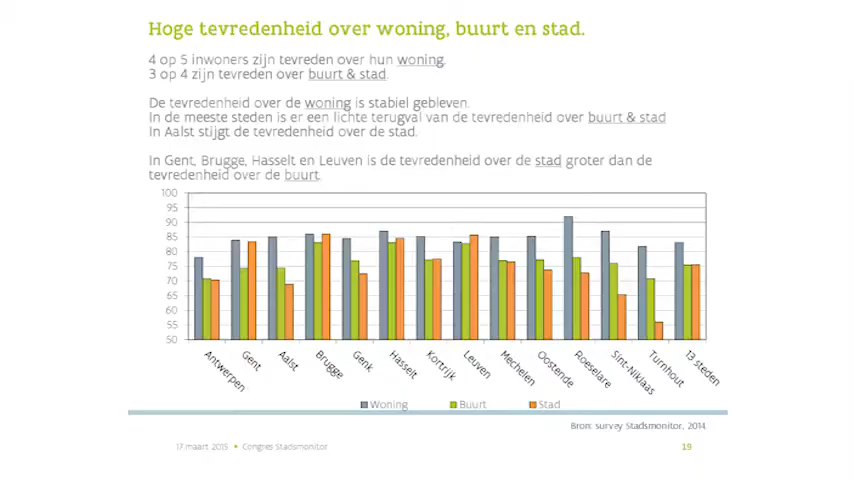 Hoge tevredenheid over woning, buurt en stad.
4 op 5 inwoners zijn tevreden over hun woning.
3 op 4 zijn tevreden over buurt & stad.
De tevredenheid over de woning is stabiel gebieven.
In de meeste steden is er een lichte terugval van de tevredenheid over buurt & stad
In Aalst stijgt de tevredenheid over de stad.
In Gent, Brugge, Hasselt en Leuven is de tevredenheid over de stad groter dan de
tevredenheid over de buurt.
100
95
90
85
80
75
70
65
60
55
50
Antwerpen
Gent
Aalst
Brugge
Genk
Hasselt
Kortrijk
Leuven
Mechelen
Oostende
Roeselare
Sint-Niklaas
Turnhout
13 steden
Woning Buurt Stad
Bron: survey Stadsmonitor, 2014.
17 maart 2015 • Congres Stadsmonitor 19